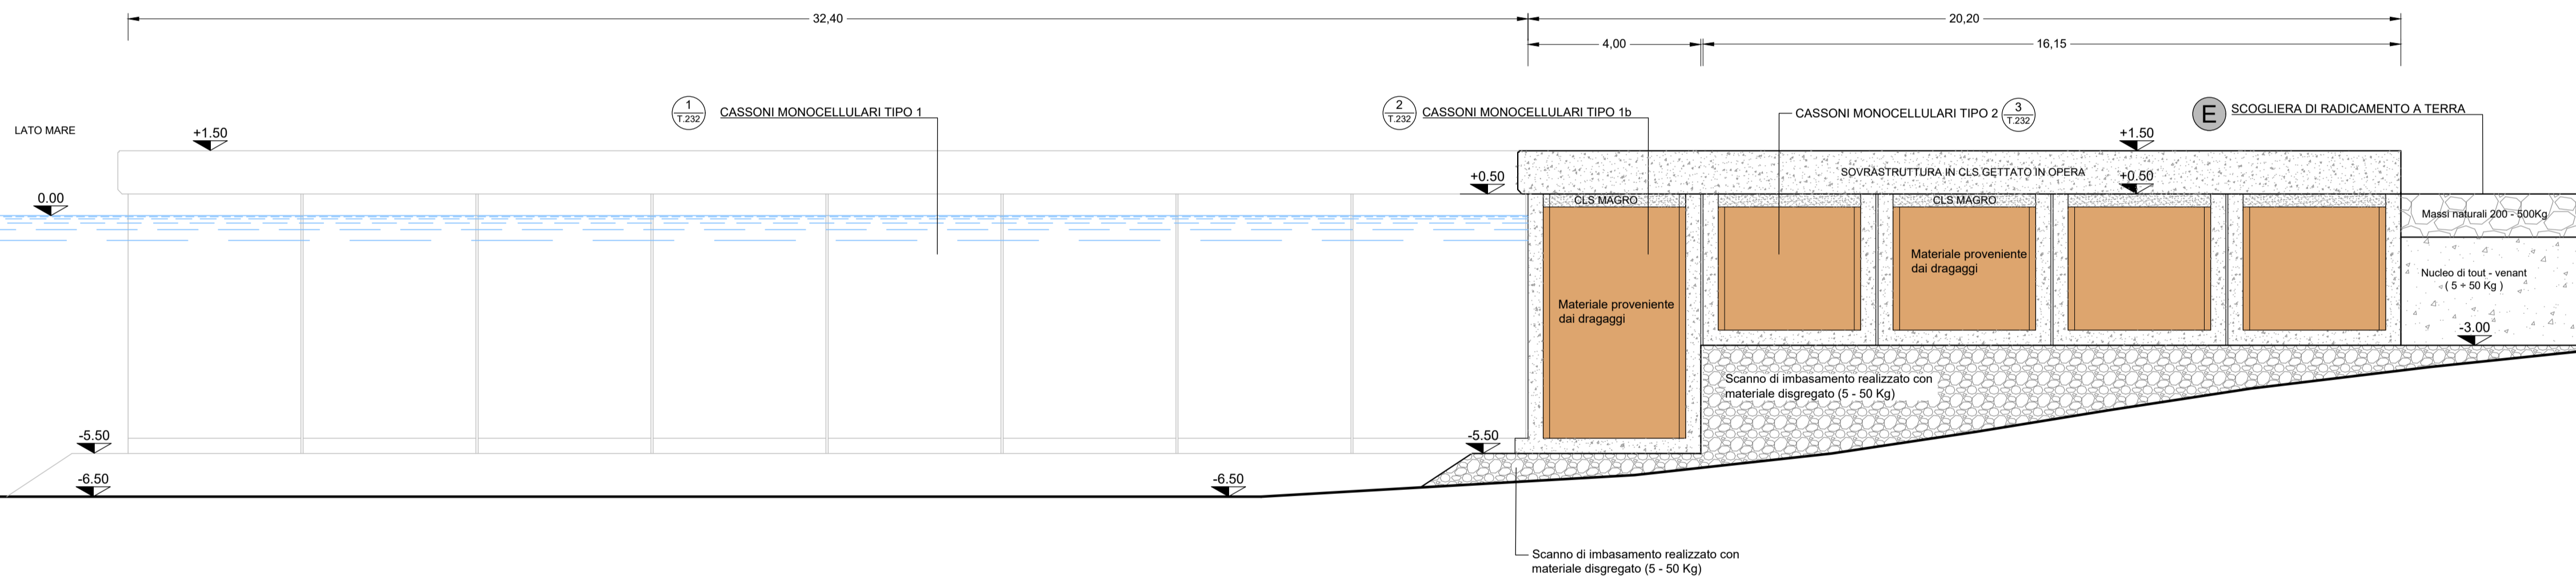 32,40
20,20
4,00
16,15
1
T.232
CASSONI MONOCELLULARI TIPO 1
2
T.232
CASSONI MONOCELLULARI TIPO 1b
CASSONI MONOCELLULARI TIPO 2
3
T.232
E
SCOGLIERA DI RADICAMENTO A TERRA
LATO MARE
+1.50
+1.50
SOVRASTRUTTURA IN CLS GETTATO IN OPERA
+0.50
+0.50
0.00
CLS MAGRO
CLS MAGRO
Massi naturali 200 - 500Kg
Materiale proveniente
dai dragaggi
Nucleo di tout - venant
( 5 ÷ 50 Kg )
Materiale proveniente
dai dragaggi
-3.00
Scanno di imbasamento realizzato con
materiale disgregato (5 - 50 Kg)
-5.50
-5.50
-6.50
-6.50
Scanno di imbasamento realizzato con
materiale disgregato (5 - 50 Kg)